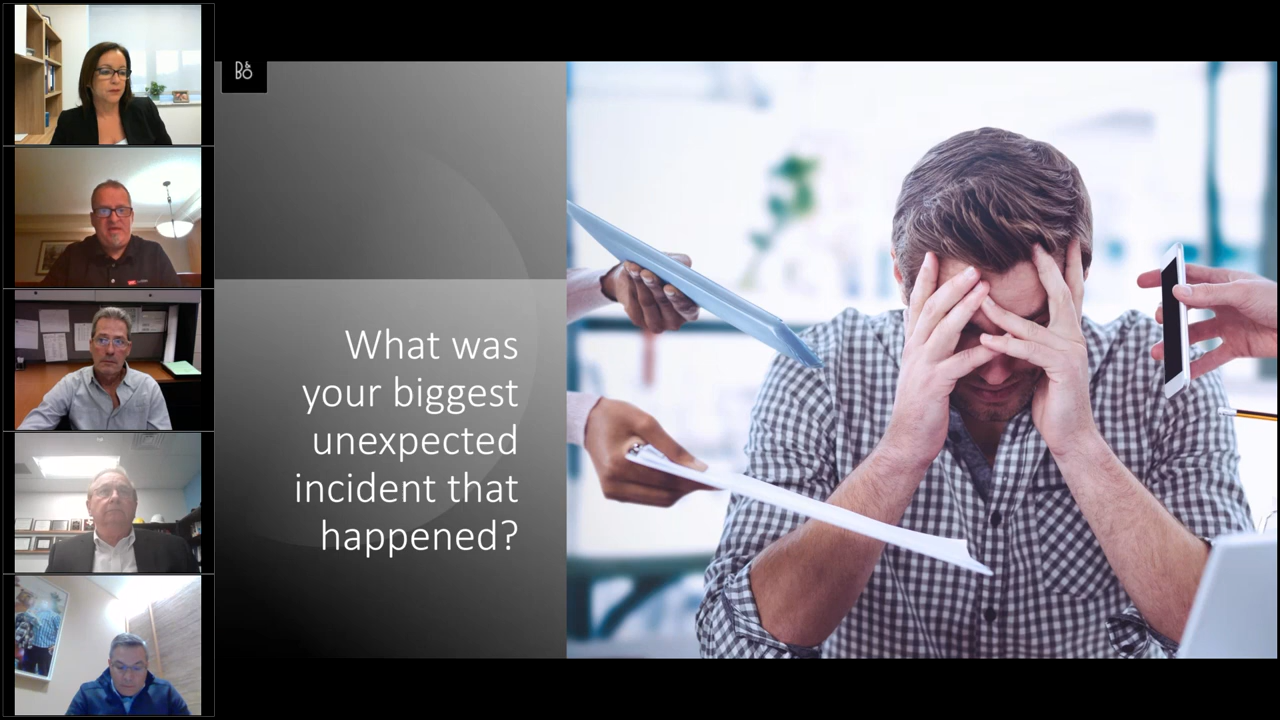 B&O
What was
your biggest
unexpected
incident that
happened?